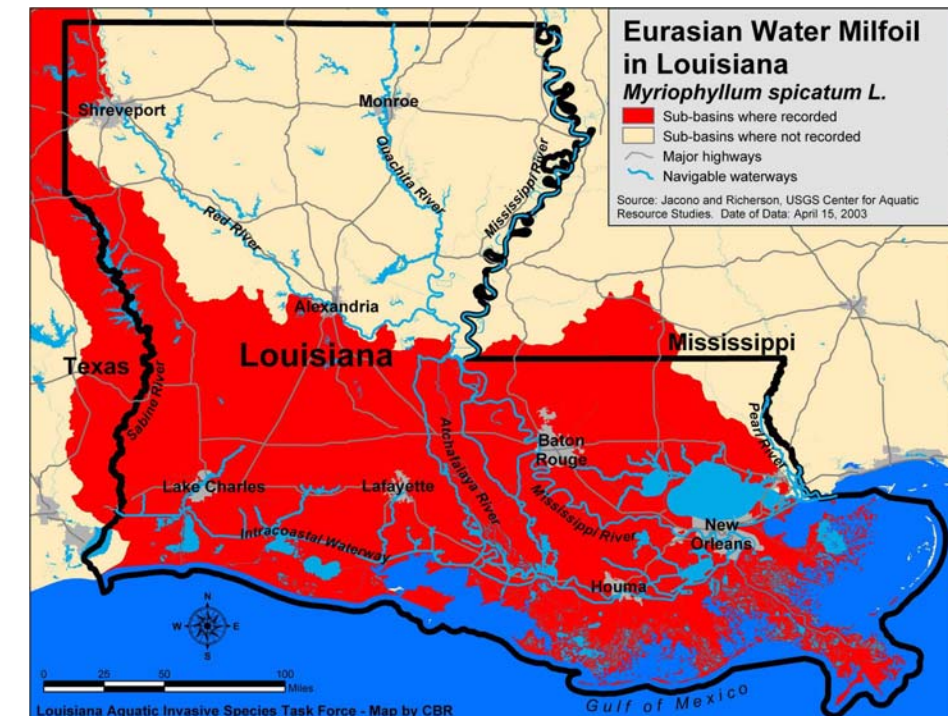 Eurasian Water Milfoil
in Louisiana
Myriophyllum spicatum L.
Sub-basins where recorded
Sub-basins where not recorded
Major highways
Navigable waterways
Source: Jacono and Richerson, USGS Center for Aquatic
Resource Studies. Date of Data: April 15, 2003
Shreveport
Monroe
Ouachita River
Mississippi River
Red River
Alexandria
Texas
Louisiana
Mississippi
Sabine River
Atchafalaya River
Pearl River
Baton
Rouge
Lake Charles
Lafayette
Mississippi River
New
Orleans
Intracoastal Waterway
Houma
N
W
E
S
0
25
50
100
Miles
Gulf of Mexico
Louisiana Aquatic Invasive Species Task Force - Map by CBR